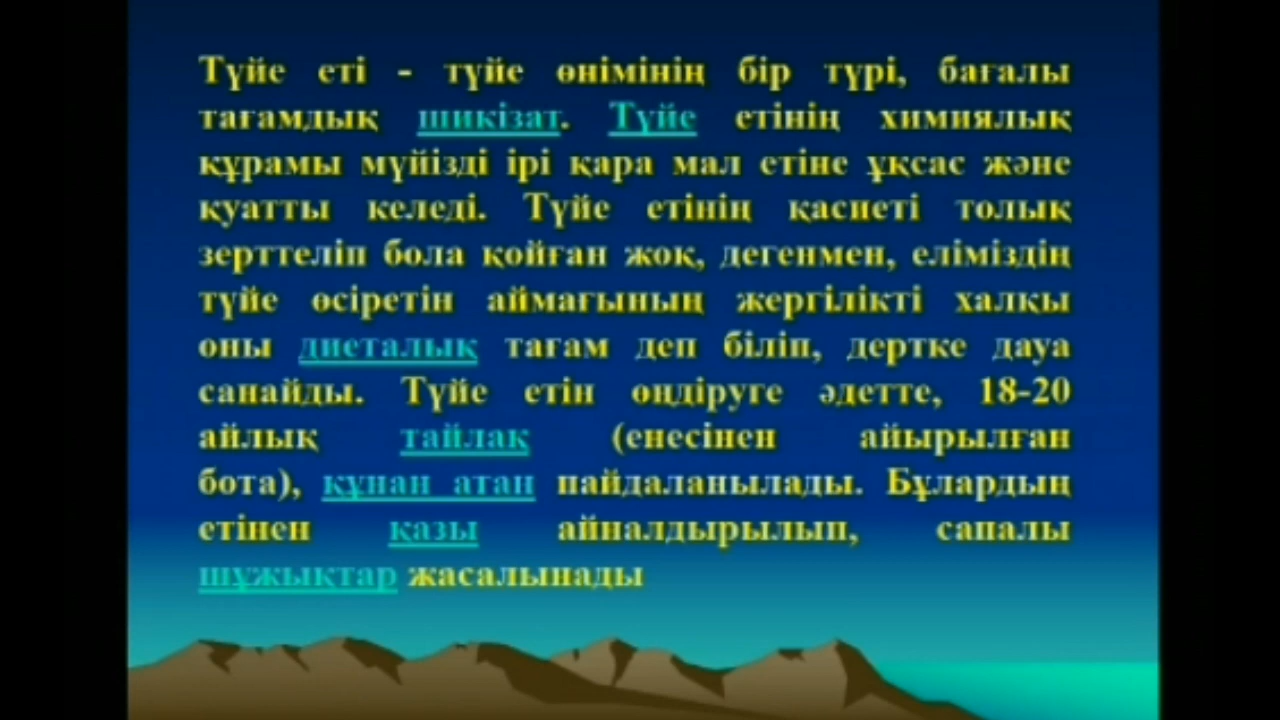 Түйе еті - түйе өнімінің бір түрі, бағалы
тағамдық шикізат. Түйе етінің химиялық
құрамы мүйізді ірі қара мал етіне ұқсас және
қуатты келеді. Түйе етінің қасиеті толық
зерттеліп бола қойған жоқ, дегенмен, еліміздің
түйе өсіретін аймағының жергілікті халқы
оны диеталық тағам деп біліп, дертке дауа
санайды. Түйе етін өңдіруге әдетте, 18-20
айлық тайлақ (енесінен айырылған
бота), құнан атан пайдаланылады. Бұлардың
етінен қазы айналдырылып, сапалы
шұжықтар жасалынады